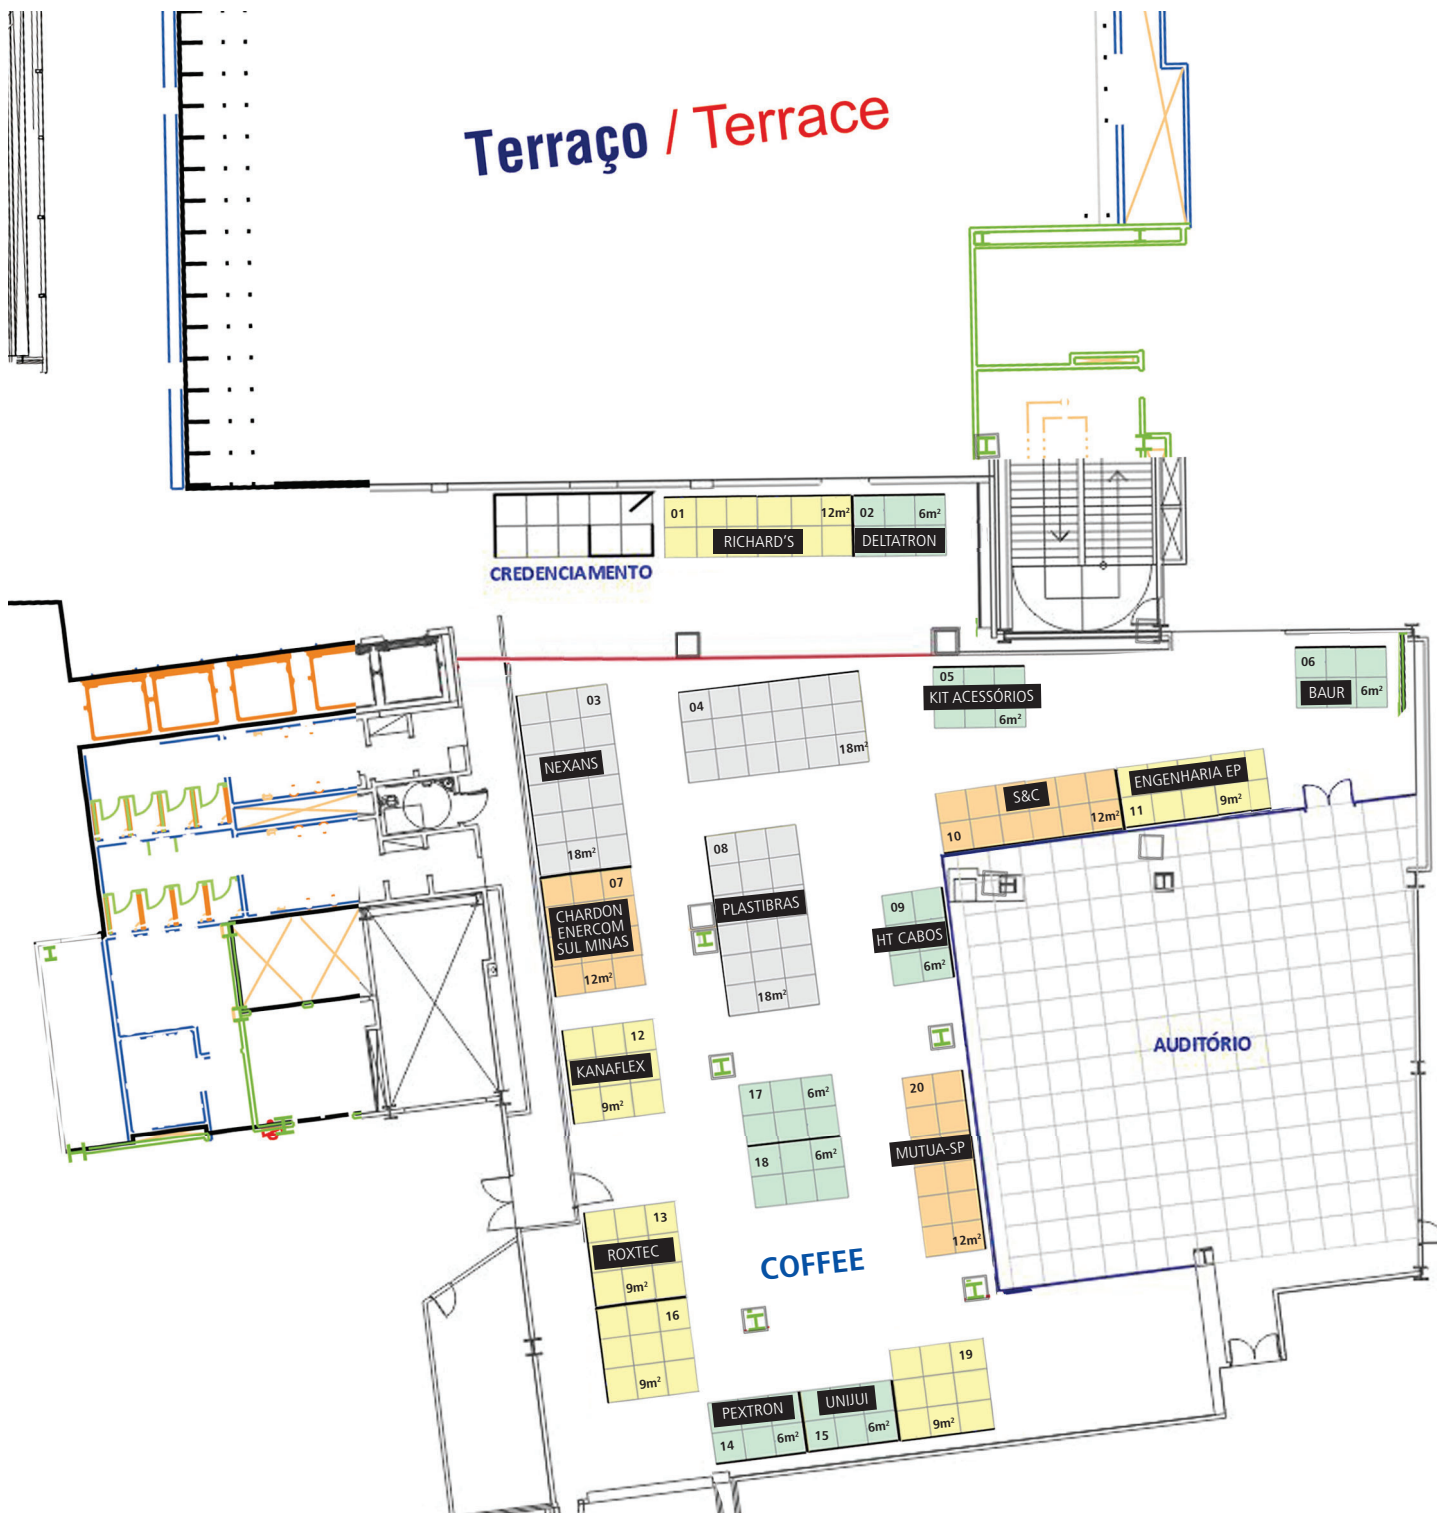 Terraço / Terrace
01
12m²
RICHARD'S
02
6m²
DELTATRON
CREDENCIAMENTO
03
NEXANS
18m²
04
18m²
05
KIT ACESSÓRIOS
6m²
06
BAUR
6m²
07
CHARDON
ENERCOM
SUL MINAS
12m²
08
PLASTIBRAS
18m²
09
HT CABOS
6m²
S&C
10
12m²
ENGENHARIA EP
11
9m²
AUDITÓRIO
12
KANAFLEX
9m²
17
6m²
18
6m²
20
MUTUA-SP
12m²
13
ROXTEC
9m²
COFFEE
16
9m²
PEXTRON
14
6m²
UNIJUI
15
6m²
19
9m²